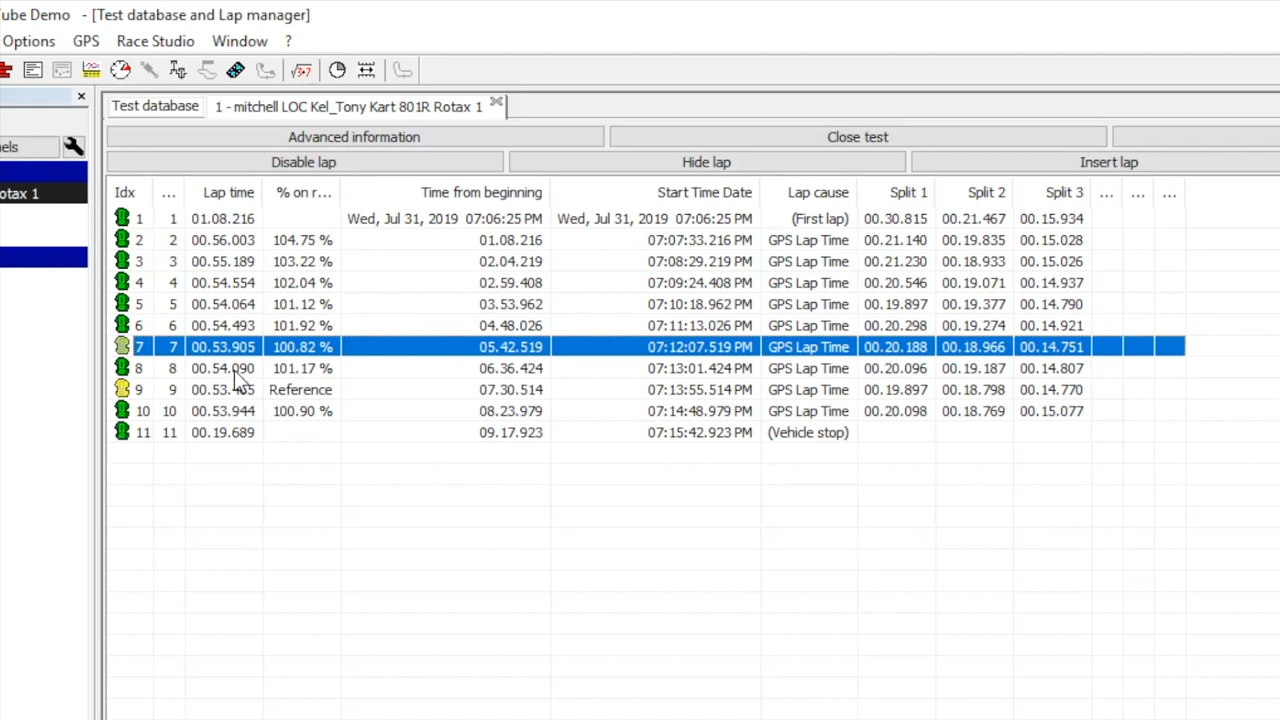 ube Demo - [Test database and Lap manager]
Options GPS Race Studio Window ?
Test database 1 - mitchell LOC Kel_Tony Kart 801R Rotax 1
Advanced information Close test
Disable lap Hide lap Insert lap
Idx ... Lap time % on r... Time from beginning Start Time Date Lap cause Split 1 Split 2 Split 3 ... ... ...
1 1 01.08.216 Wed, Jul 31, 2019 07:06:25 PM Wed, Jul 31, 2019 07:06:25 PM (First lap) 00.30.815 00.21.467 00.15.934
2 2 00.56.003 104.75 % 01.08.216 07:07:33.216 PM GPS Lap Time 00.21.140 00.19.835 00.15.028
3 3 00.55.189 103.22 % 02.04.219 07:08:29.219 PM GPS Lap Time 00.21.230 00.18.933 00.15.026
4 4 00.54.554 102.04 % 02.59.408 07:09:24.408 PM GPS Lap Time 00.20.546 00.19.071 00.14.937
5 5 00.54.064 101.12 % 03.53.962 07:10:18.962 PM GPS Lap Time 00.19.897 00.19.377 00.14.790
6 6 00.54.493 101.92 % 04.48.026 07:11:13.026 PM GPS Lap Time 00.20.298 00.19.274 00.14.921
7 7 00.53.905 100.82 % 05.42.519 07:12:07.519 PM GPS Lap Time 00.20.188 00.18.966 00.14.751
8 8 00.54.090 101.17 % 06.36.424 07:13:01.424 PM GPS Lap Time 00.20.096 00.19.187 00.14.807
9 9 Reference 07.30.514 07:13:55.514 PM GPS Lap Time 00.19.897 00.18.798 00.14.770
10 10 00.53.944 100.90 % 08.23.979 07:14:48.979 PM GPS Lap Time 00.20.098 00.18.769 00.15.077
11 11 00.19.689 09.17.923 07:15:42.923 PM (Vehicle stop)
els
otax 1